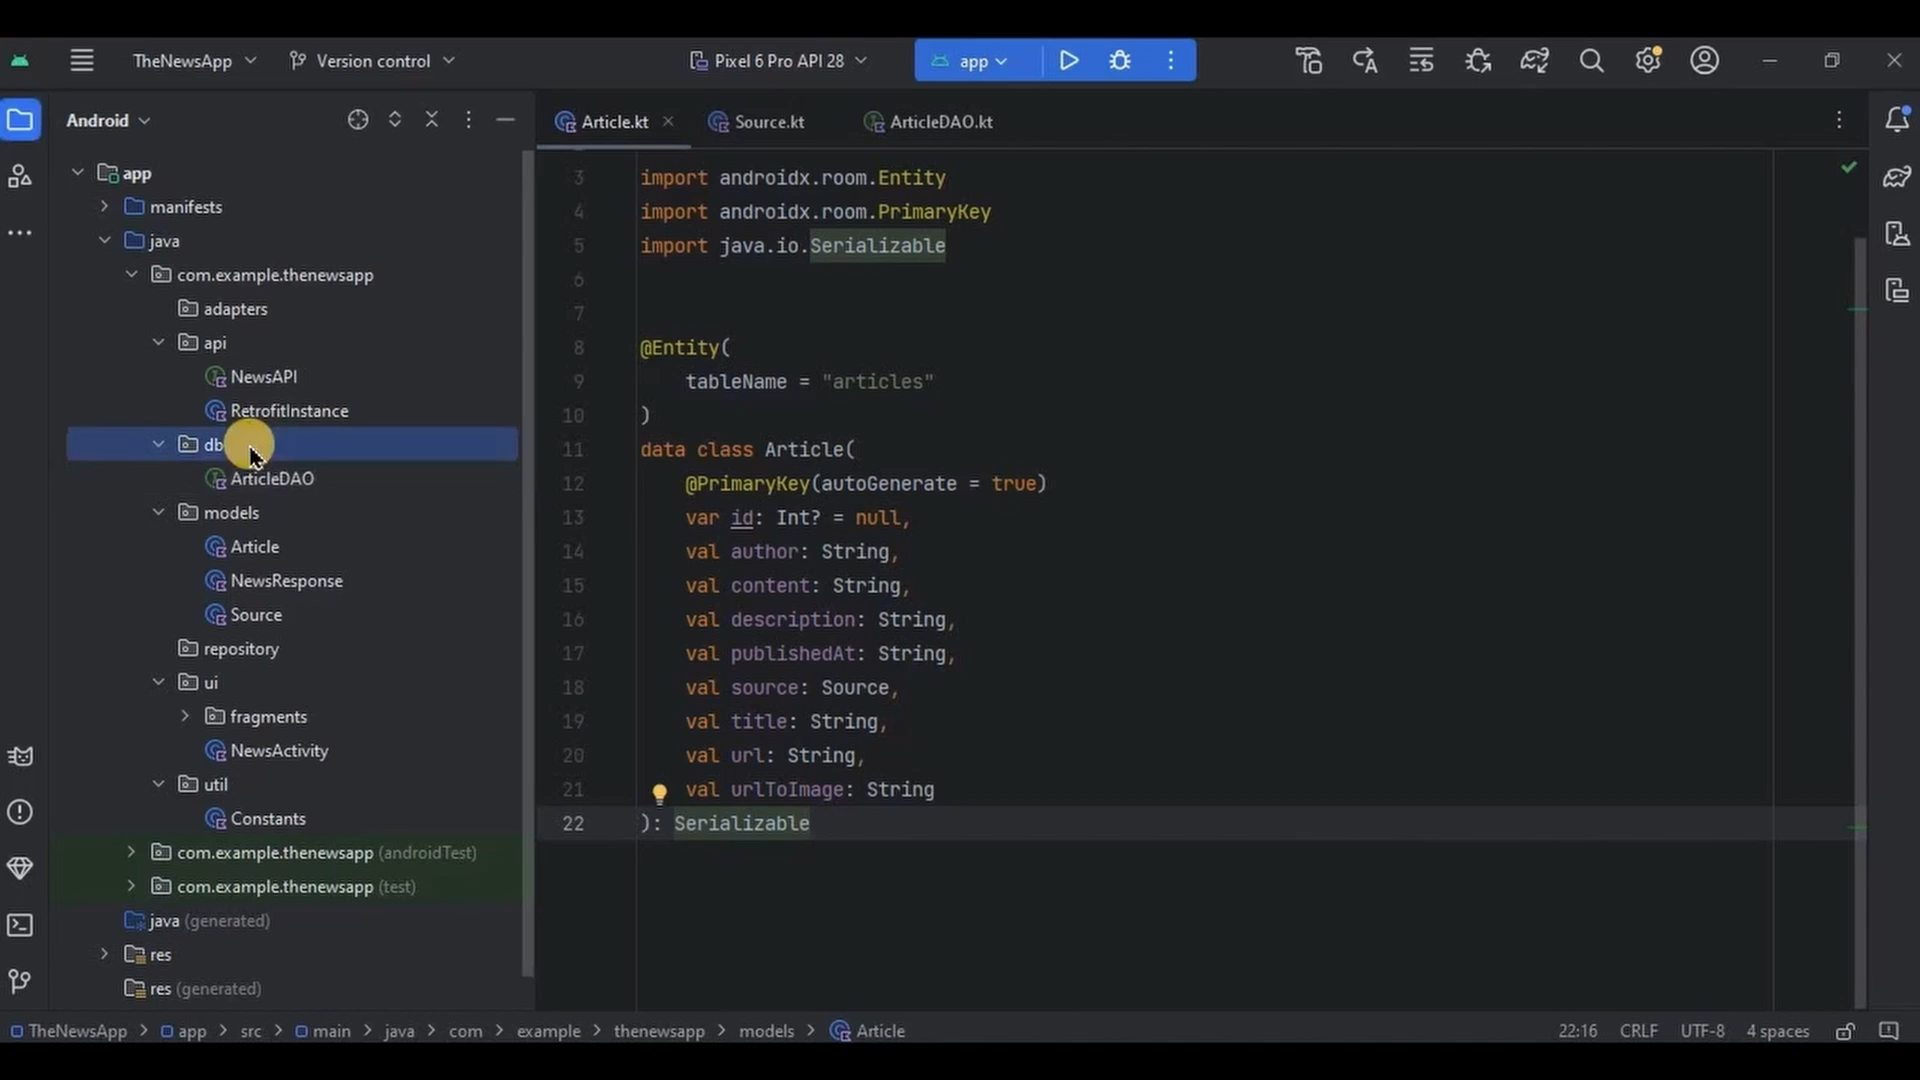 TheNewsApp
Version control
Pixel 6 Pro API 28
app
Android
app
manifests
java
com.example.thenewsapp
adapters
api
NewsAPI
RetrofitInstance
db
ArticleDAO
models
Article
NewsResponse
Source
repository
ui
fragments
NewsActivity
util
Constants
com.example.thenewsapp (androidTest)
com.example.thenewsapp (test)
java (generated)
res
res (generated)
Article.kt
Source.kt
ArticleDAO.kt
3 import androidx.room.Entity
4 import androidx.room.PrimaryKey
5 import java.io.Serializable
6
7
8 @Entity(
9 tableName = "articles"
10 )
11 data class Article(
12 @PrimaryKey(autoGenerate = true)
13 var id: Int? = null,
14 val author: String,
15 val content: String,
16 val description: String,
17 val publishedAt: String,
18 val source: Source,
19 val title: String,
20 val url: String,
21 val urlToImage: String
22 ): Serializable
TheNewsApp > app > src > main > java > com > example > thenewsapp > models > Article
22:16 CRLF UTF-8 4 spaces